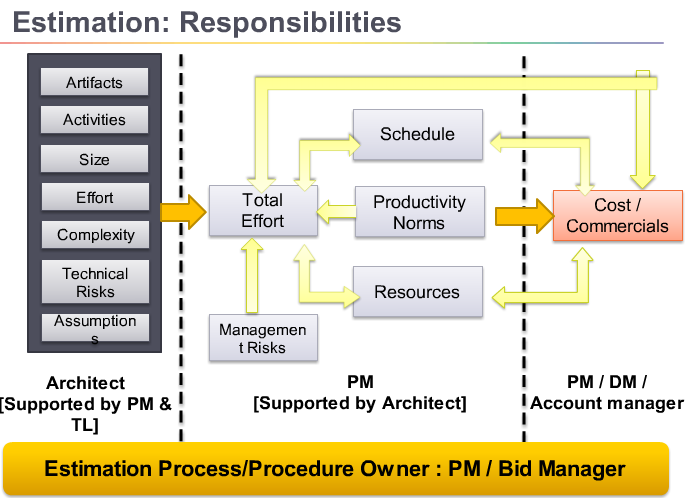 Estimation: Responsibilities
Artifacts
Activities
Size
Effort
Complexity
Technical
Risks
Assumption
s
Architect
[Supported by PM &
TL]
Schedule
Total
Effort
Productivity
Norms
Resources
Managemen
t Risks
PM
[Supported by Architect]
Cost /
Commercials
PM / DM /
Account manager
Estimation Process/Procedure Owner : PM / Bid Manager